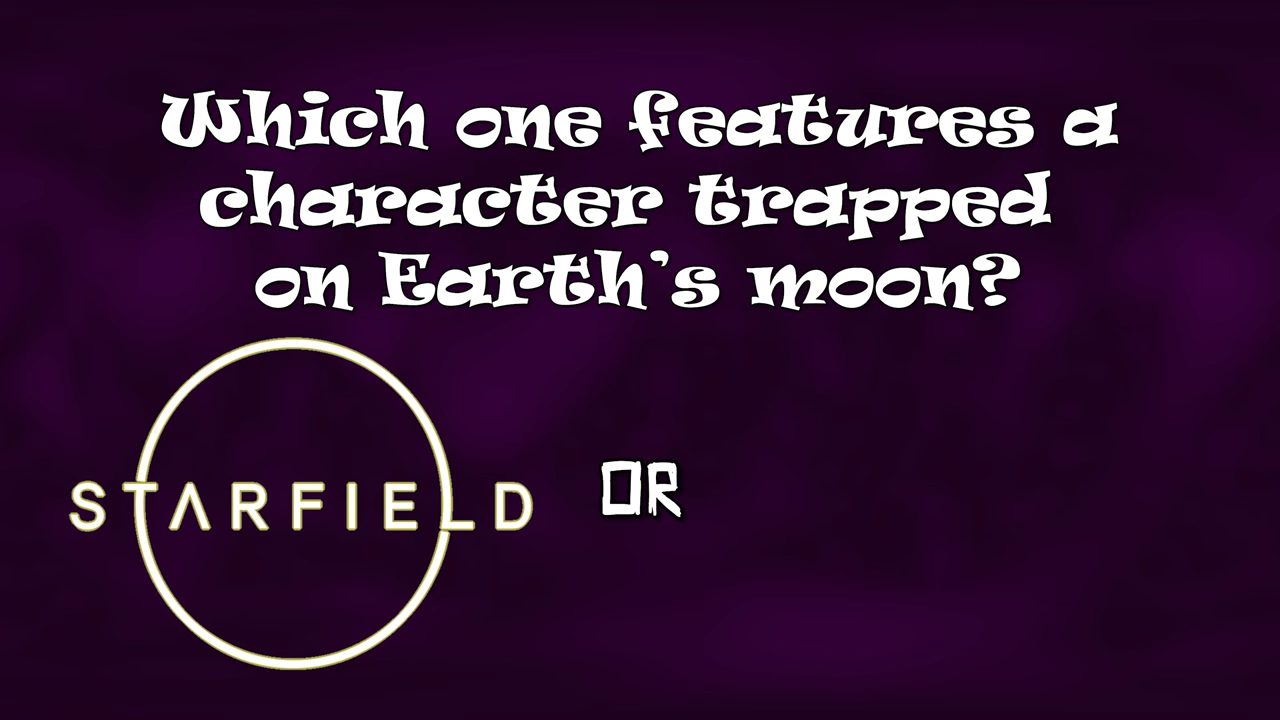 Which one features a
character trapped
on Earth's moon?
STARFIELD
OR